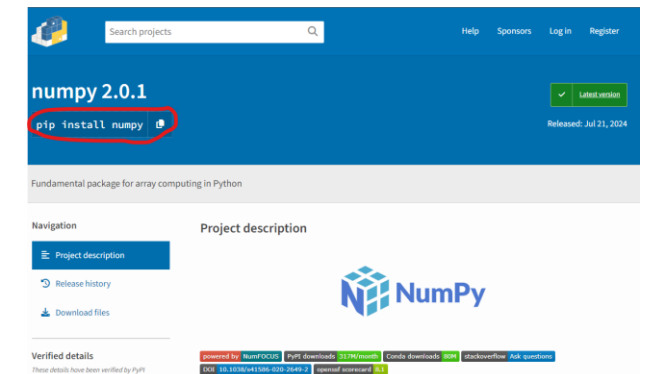 Search projects
Help Sponsors Log in Register
numpy 2.0.1
Latest version
pip install numpy
Released: Jul 21, 2024
Fundamental package for array computing in Python
Navigation
Project description
Project description
Release history
NumPy
Download files
Verified details
These details have been verified by PyPI
powered by NumFOCUS PyPI downloads 317M/month Conda downloads 80M stackoverflow Ask questions
DOI 10.1038/s41586-020-2649-2 openssf scorecard 8.1